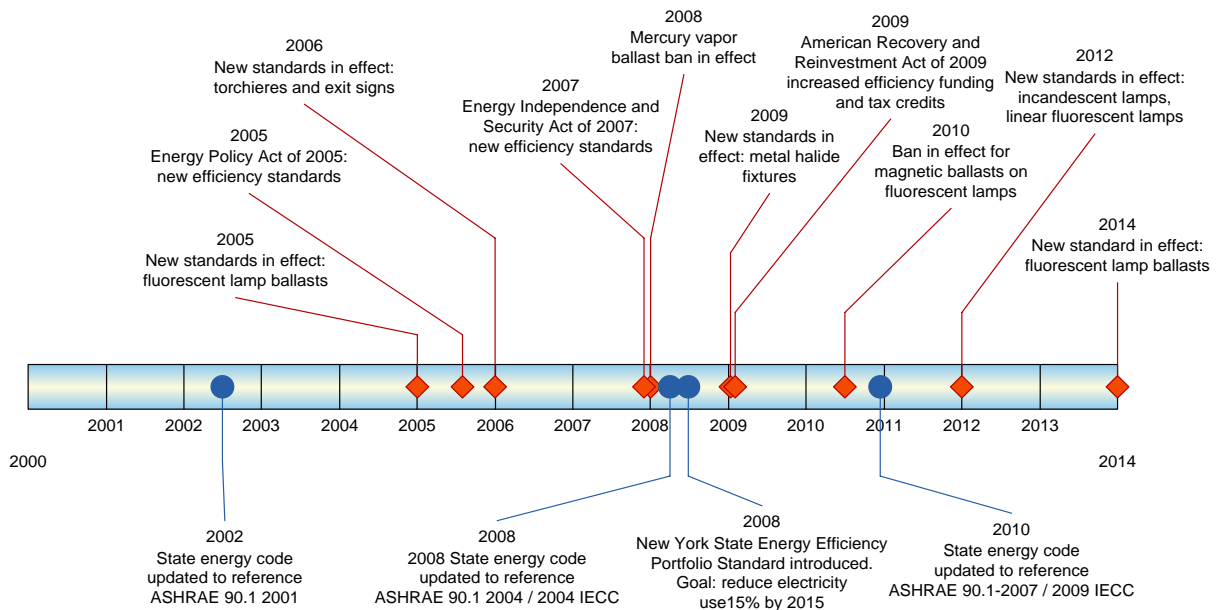 2005
New standards in effect:
fluorescent lamp ballasts
2005
Energy Policy Act of 2005:
new efficiency standards
2006
New standards in effect:
torchieres and exit signs
2007
Energy Independence and
Security Act of 2007:
new efficiency standards
2008
Mercury vapor
ballast ban in effect
2009
New standards in
effect: metal halide
fixtures
2009
American Recovery and
Reinvestment Act of 2009
increased efficiency funding
and tax credits
2010
Ban in effect for
magnetic ballasts on
fluorescent lamps
2012
New standards in effect:
incandescent lamps,
linear fluorescent lamps
2014
New standard in effect:
fluorescent lamp ballasts
2001
2002
2003
2004
2005
2006
2007
2008
2009
2010
2011
2012
2013
2000
2014
2002
State energy code
updated to reference
ASHRAE 90.1 2001
2008
2008 State energy code
updated to reference
ASHRAE 90.1 2004 / 2004 IECC
2008
New York State Energy Efficiency
Portfolio Standard introduced.
Goal: reduce electricity
use15% by 2015
2010
State energy code
updated to reference
ASHRAE 90.1-2007 / 2009 IECC